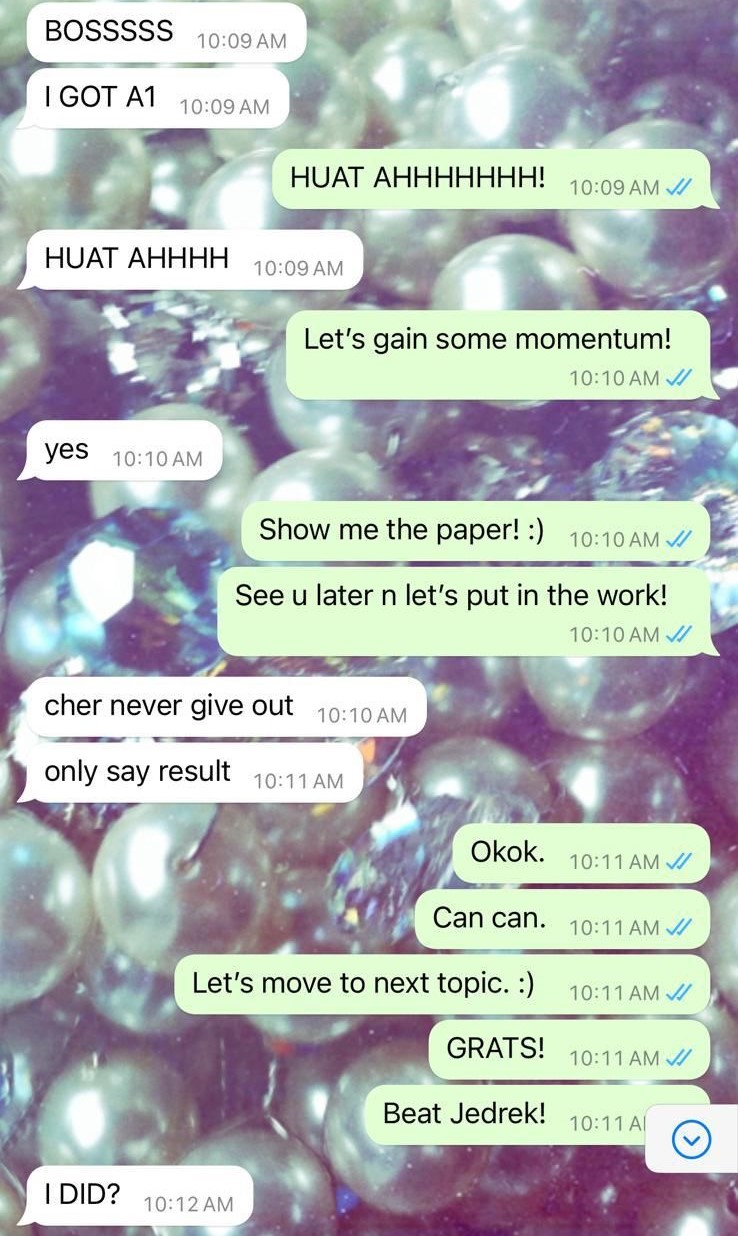 BOSSSSS 10:09 AM
I GOT A1 10:09 AM
HUAT AHHHHHHH! 10:09 AM
HUAT AHHHH 10:09 AM
Let's gain some momentum!
10:10 AM
yes 10:10 AM
Show me the paper! :) 10:10 AM
See u later n let's put in the work!
10:10 AM
cher never give out 10:10 AM
only say result 10:11 AM
Okok. 10:11 AM
Can can. 10:11 AM
Let's move to next topic. :) 10:11 AM
GRATS! 10:11 AM
Beat Jedrek! 10:11
I DID? 10:12 AM